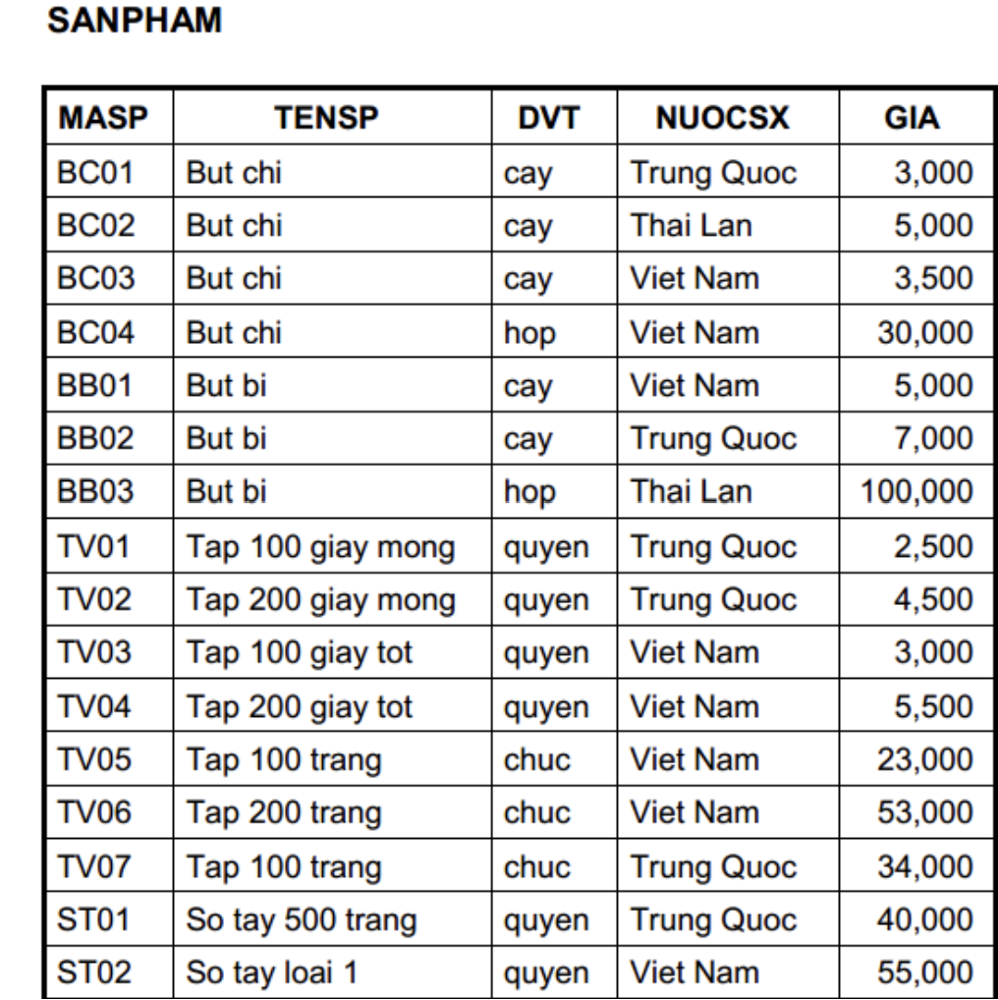 SANPHAM
MASP TENSP DVT NUOCSX GIA
BC01 But chi cay Trung Quoc 3,000
BC02 But chi cay Thai Lan 5,000
BC03 But chi cay Viet Nam 3,500
BC04 But chi hop Viet Nam 30,000
BB01 But bi cay Viet Nam 5,000
BB02 But bi cay Trung Quoc 7,000
BB03 But bi hop Thai Lan 100,000
TV01 Tap 100 giay mong quyen Trung Quoc 2,500
TV02 Tap 200 giay mong quyen Trung Quoc 4,500
TV03 Tap 100 giay tot quyen Viet Nam 3,000
TV04 Tap 200 giay tot quyen Viet Nam 5,500
TV05 Tap 100 trang chuc Viet Nam 23,000
TV06 Tap 200 trang chuc Viet Nam 53,000
TV07 Tap 100 trang chuc Trung Quoc 34,000
ST01 So tay 500 trang quyen Trung Quoc 40,000
ST02 So tay loai 1 quyen Viet Nam 55,000